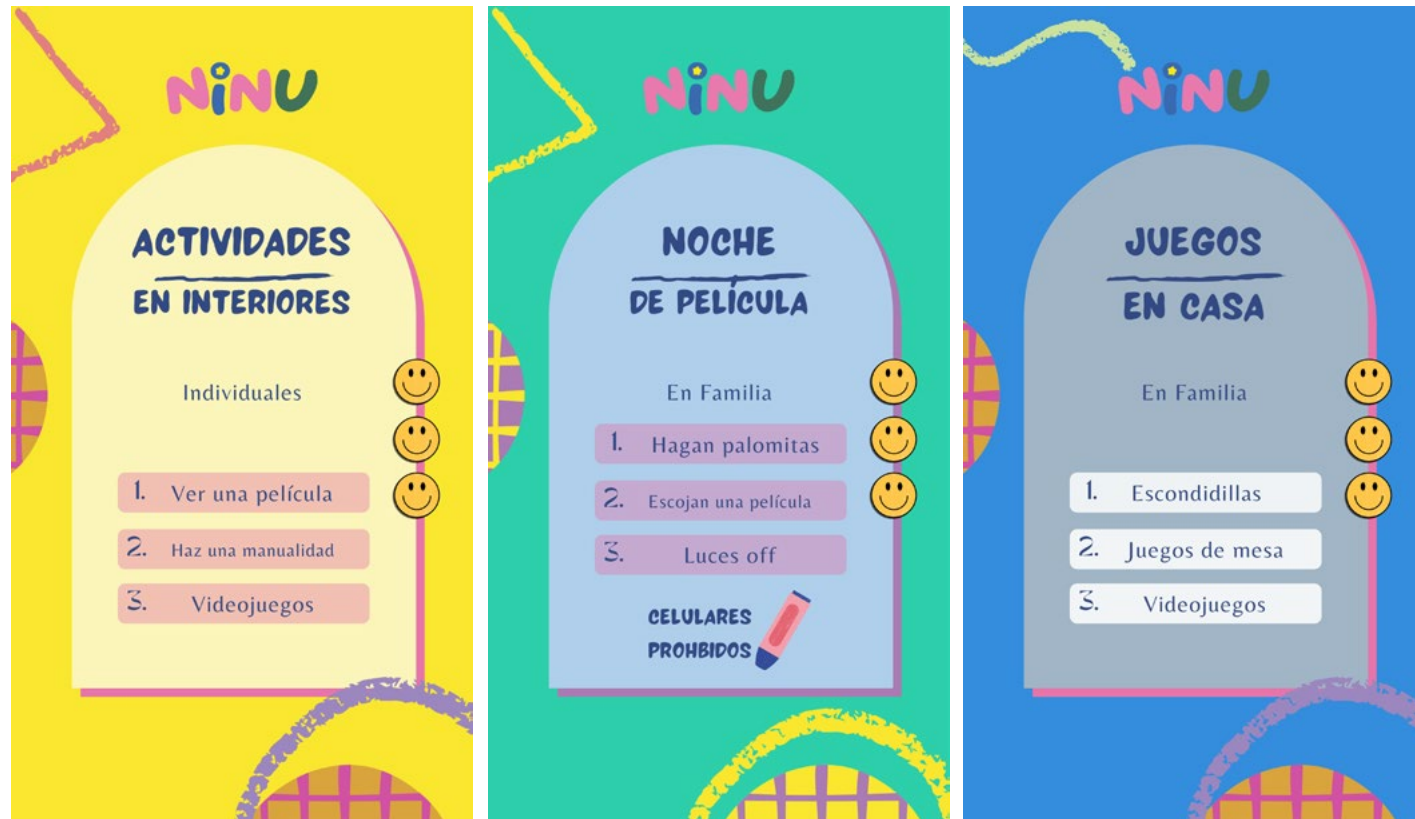 NiNU
ACTIVIDADES
EN INTERIORES
Individuales
1. Ver una película
2. Haz una manualidad
3. Videojuegos
NiNU
NOCHE
DE PELÍCULA
En Familia
1. Hagan palomitas
2. Escojan una película
3. Luces off
CELULARES
PROHBIDOS
NiNU
JUEGOS
EN CASA
En Familia
1. Escondidillas
2. Juegos de mesa
3. Videojuegos